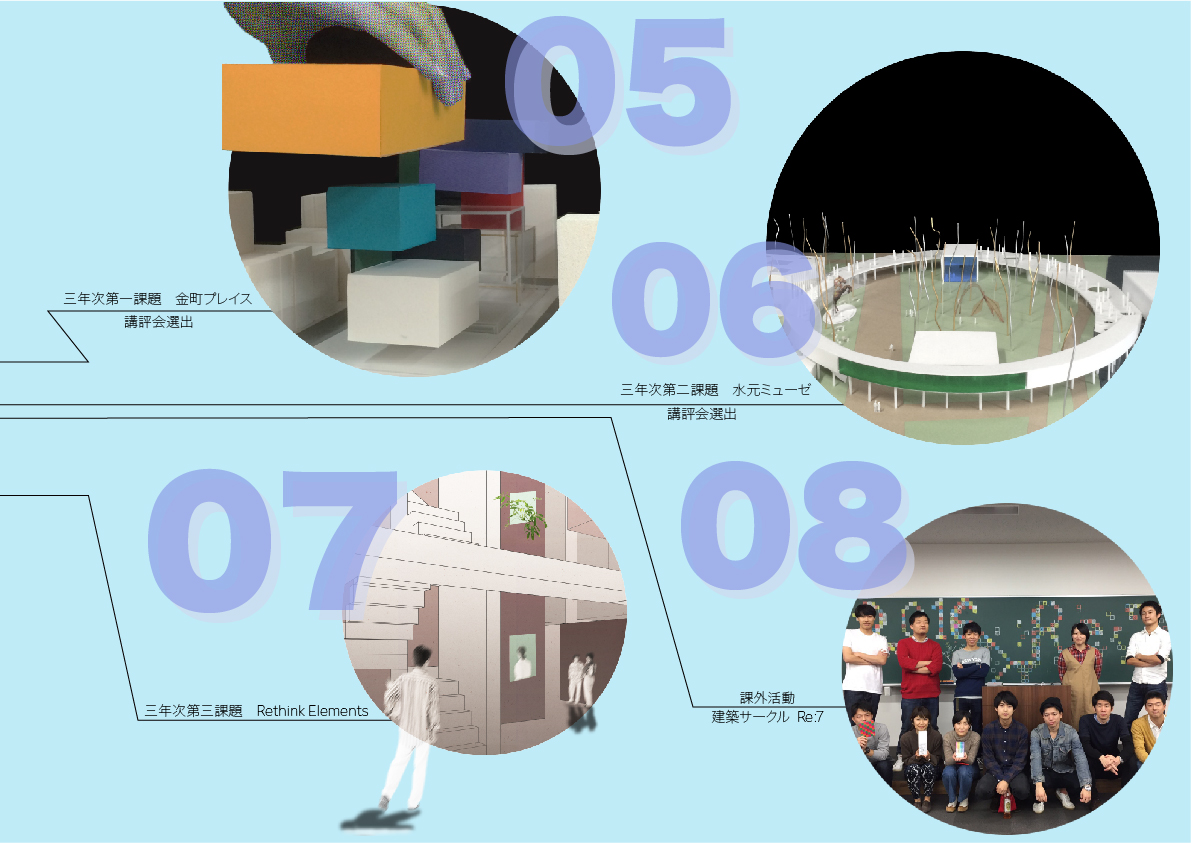 05
三年次第一課題　金町プレイス
講評会選出
06
三年次第二課題　水元ミューゼ
講評会選出
07
三年次第三課題　Rethink Elements
08
課外活動
建築サークル Re:7